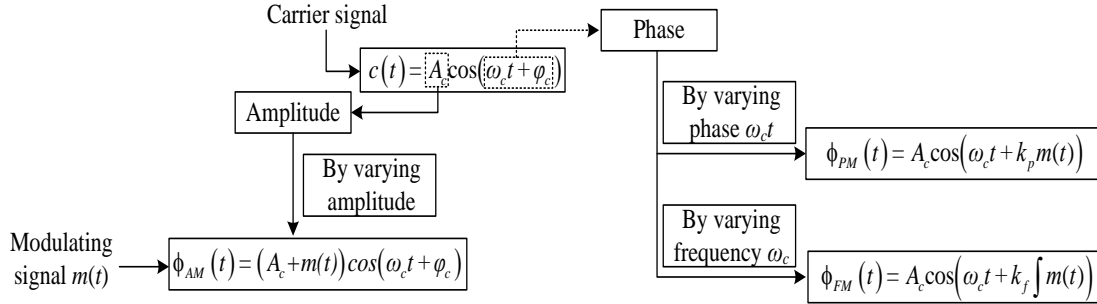 Carrier signal
c(t) = A_c cos(ω_c t + φ_c)
Phase
Amplitude
By varying
phase ω_c t
ϕ_PM (t) = A_c cos(ω_c t + k_p m(t))
By varying
amplitude
By varying
frequency ω_c
Modulating
signal m(t)
ϕ_AM (t) = (A_c + m(t)) cos(ω_c t + φ_c)
ϕ_FM (t) = A_c cos(ω_c t + k_f ∫ m(t))